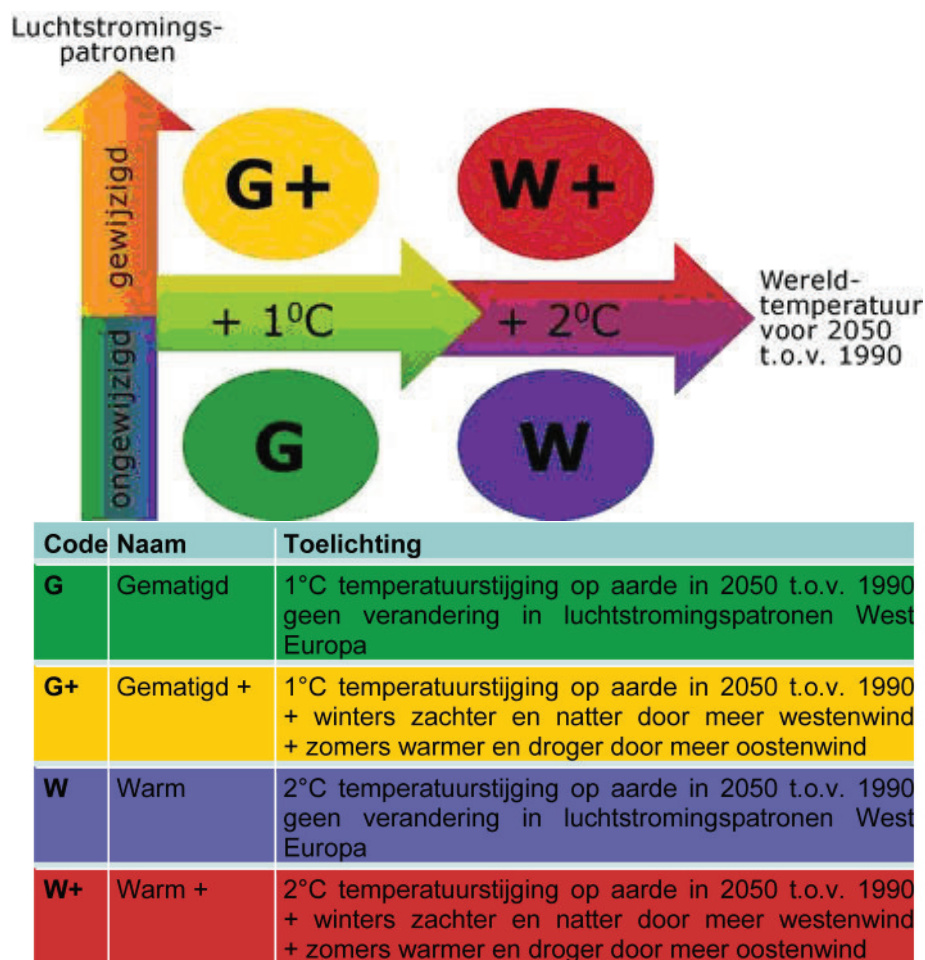 Luchtstromings-
patronen
gewijzigd
ongewijzigd
G+
W+
+ 1⁰C
+ 2⁰C
Wereld-
temperatuur
voor 2050
t.o.v. 1990
G
W
Code Naam Toelichting
G Gematigd 1°C temperatuurstijging op aarde in 2050 t.o.v. 1990
geen verandering in luchtstromingspatronen West
Europa
G+ Gematigd + 1°C temperatuurstijging op aarde in 2050 t.o.v. 1990
+ winters zachter en natter door meer westenwind
+ zomers warmer en droger door meer oostenwind
W Warm 2°C temperatuurstijging op aarde in 2050 t.o.v. 1990
geen verandering in luchtstromingspatronen West
Europa
W+ Warm + 2°C temperatuurstijging op aarde in 2050 t.o.v. 1990
+ winters zachter en natter door meer westenwind
+ zomers warmer en droger door meer oostenwind